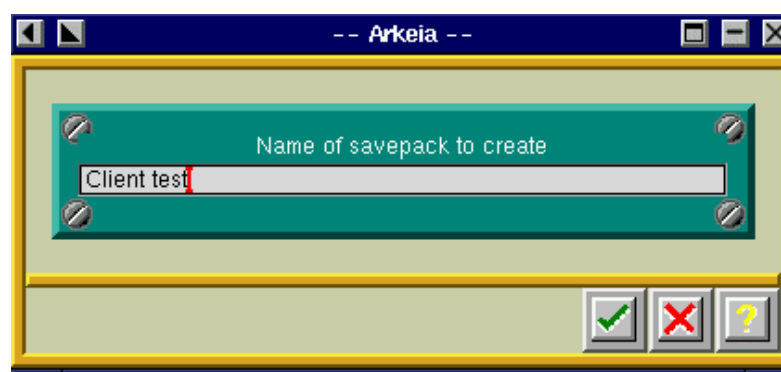 -- Arkeia --
Name of savepack to create
Client test
?